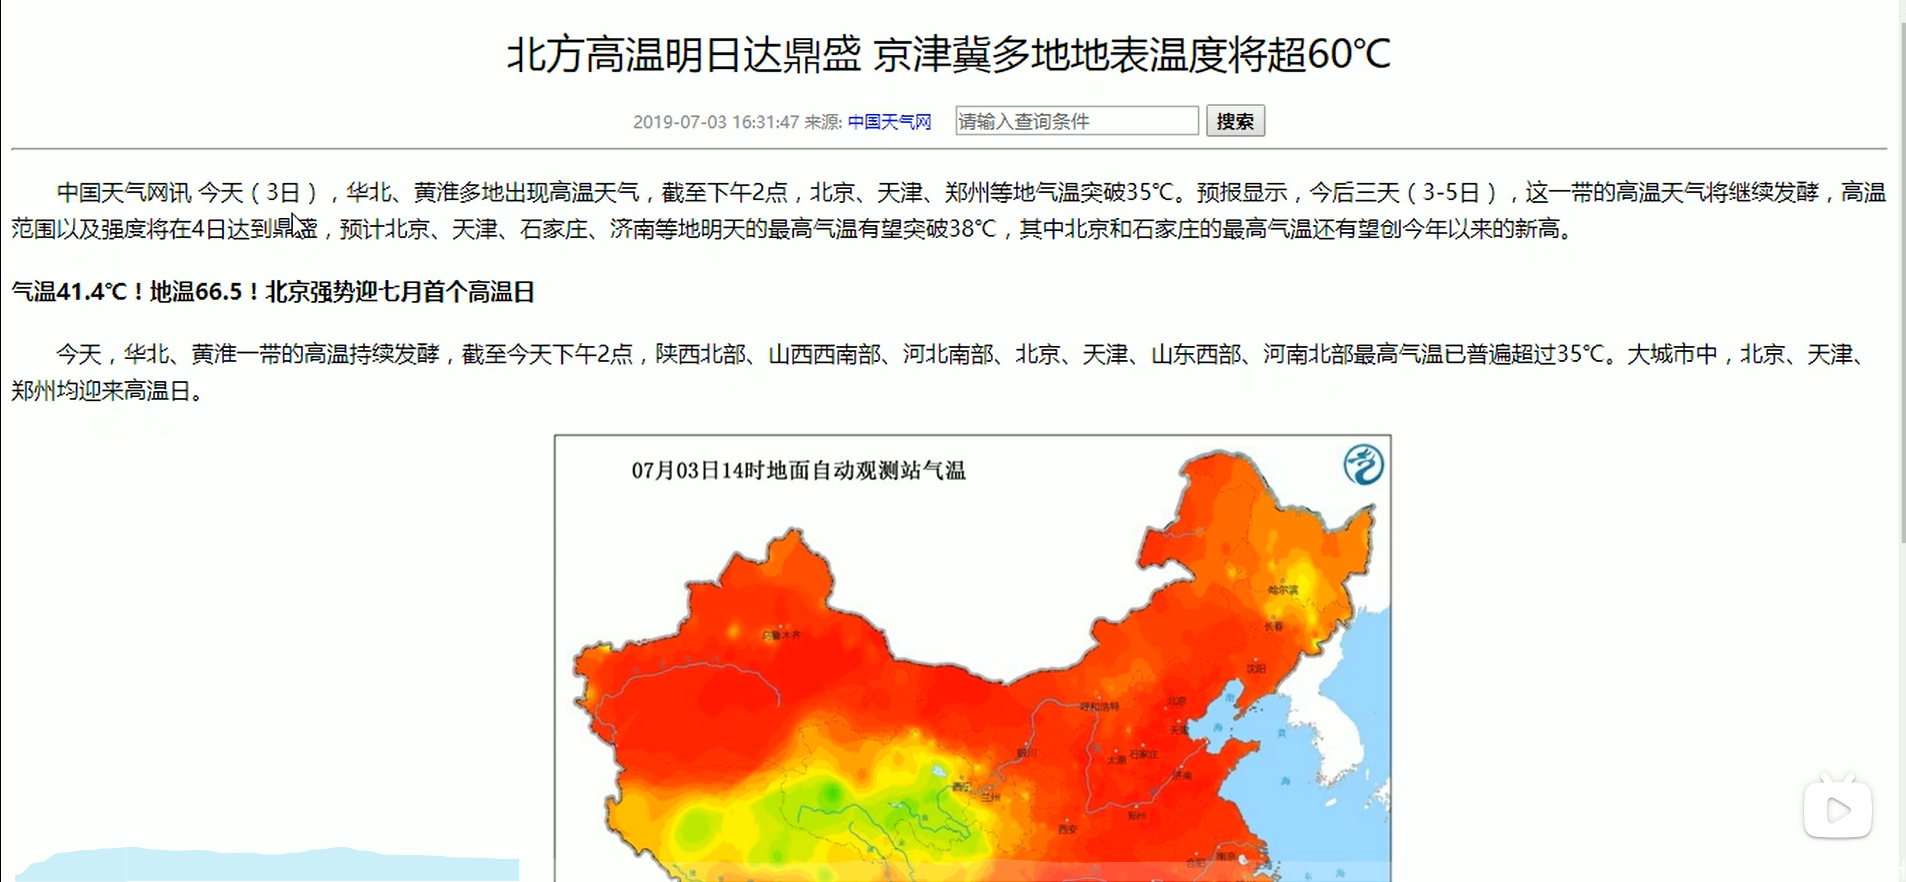 北方高温明日达鼎盛 京津冀多地地表温度将超60℃
2019-07-03 16:31:47 来源: 中国天气网 请输入查询条件 搜索
中国天气网讯 今天（3日），华北、黄淮多地出现高温天气，截至下午2点，北京、天津、郑州等地气温突破35℃。预报显示，今后三天（3-5日），这一带的高温天气将继续发酵，高温
范围以及强度将在4日达到鼎盛，预计北京、天津、石家庄、济南等地明天的最高气温有望突破38℃，其中北京和石家庄的最高气温还有望创今年以来的新高。
气温41.4℃！地温66.5！北京强势迎七月首个高温日
今天，华北、黄淮一带的高温持续发酵，截至今天下午2点，陕西北部、山西西南部、河北南部、北京、天津、山东西部、河南北部最高气温已普遍超过35℃。大城市中，北京、天津、
郑州均迎来高温日。
07月03日14时地面自动观测站气温
哈尔滨
长春
乌鲁木齐
沈阳
呼和浩特
北京
渤
海
天津
黄
海
银川
太原
石家庄
济南
西宁
兰州
郑州
西安
合肥
南京
上海
东
海